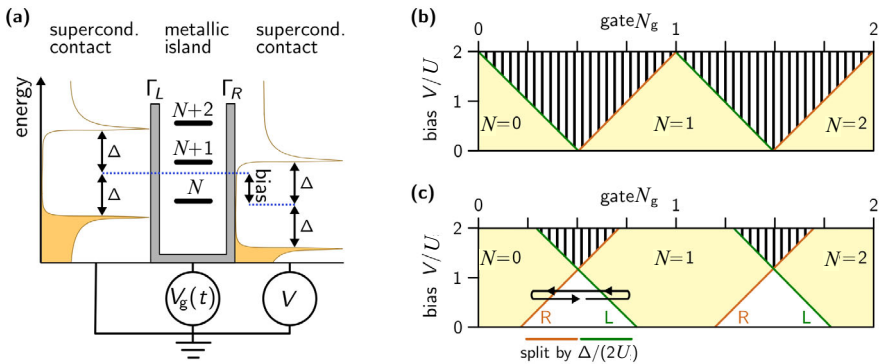 (a)
supercond.
contact
metallic
island
supercond.
contact
energy
Γ_L
Γ_R
N+2
N+1
N
Δ
Δ
Δ
Δ
bias
V_g(t)
V
(b)
gate N_g
0
1
2
bias V/U
2
1
0
N=0
N=1
N=2
(c)
gate N_g
0
1
2
bias V/U
2
1
0
N=0
N=1
N=2
R
L
R
L
split by Δ/(2U)